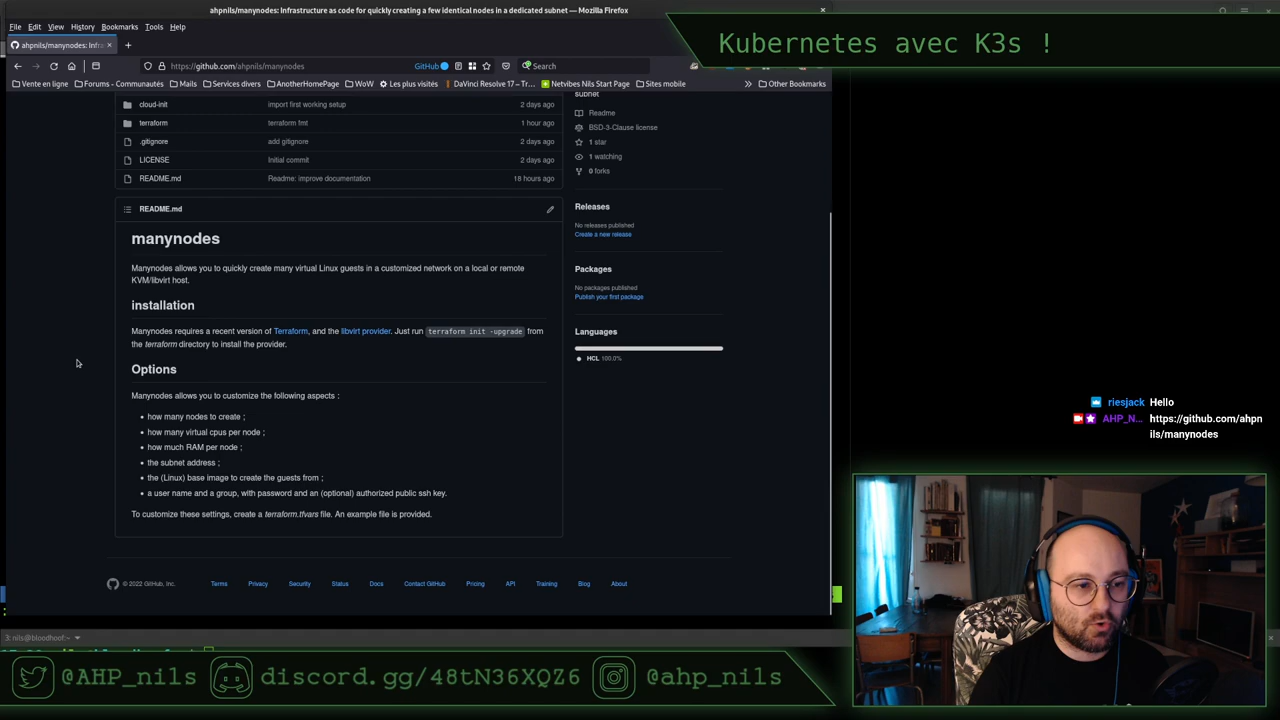 ahpnils/manynodes: Infrastructure as code for quickly creating a few identical nodes in a dedicated subnet — Mozilla Firefox
File Edit View History Bookmarks Tools Help
Kubernetes avec K3s !
ahpnils/manynodes: Infra
https://github.com/ahpnils/manynodes
GitHub
Search
Vente en ligne
Forums - Communautés
Mails
Services divers
AnotherHomePage
WoW
Les plus visités
DaVinci Resolve 17 – Tr…
Netvibes Nils Start Page
Sites mobile
Other Bookmarks
cloud-init import first working setup 2 days ago
terraform terraform fmt 1 hour ago
.gitignore add gitignore 2 days ago
LICENSE Initial commit 2 days ago
README.md Readme: improve documentation 18 hours ago
subnet
Readme
BSD-3-Clause license
1 star
1 watching
0 forks
Releases
No releases published
Create a new release
Packages
No packages published
Publish your first package
Languages
HCL 100.0%
README.md
manynodes
Manynodes allows you to quickly create many virtual Linux guests in a customized network on a local or remote
KVM/libvirt host.
installation
Manynodes requires a recent version of Terraform, and the libvirt provider. Just run terraform init -upgrade from
the terraform directory to install the provider.
Options
Manynodes allows you to customize the following aspects :
how many nodes to create ;
how many virtual cpus per node ;
how much RAM per node ;
the subnet address ;
the (Linux) base image to create the guests from ;
a user name and a group, with password and an (optional) authorized public ssh key.
To customize these settings, create a terraform.tfvars file. An example file is provided.
© 2022 GitHub, Inc. Terms Privacy Security Status Docs Contact GitHub Pricing API Training Blog About
riesjack Hello
AHP_N... https://github.com/ahp
nils/manynodes
3: nils@bloodhoof:~
@AHP_nils
discord.gg/48tN36XQZ6
@ahp_nils